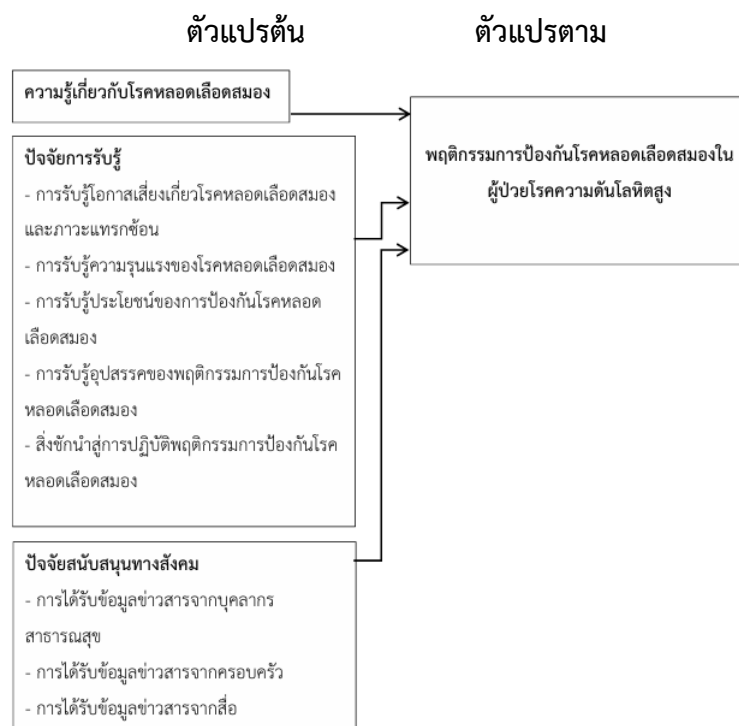 ตัวแปรต้น
ตัวแปรตาม
ความรู้เกี่ยวกับโรคหลอดเลือดสมอง
ปัจจัยการรับรู้
- การรับรู้โอกาสเสี่ยงเกี่ยวโรคหลอดเลือดสมอง
และภาวะแทรกซ้อน
- การรับรู้ความรุนแรงของโรคหลอดเลือดสมอง
- การรับรู้ประโยชน์ของการป้องกันโรคหลอด
เลือดสมอง
- การรับรู้อุปสรรคของพฤติกรรมการป้องกันโรค
หลอดเลือดสมอง
- สิ่งชักนำสู่การปฏิบัติพฤติกรรมการป้องกันโรค
หลอดเลือดสมอง
ปัจจัยสนับสนุนทางสังคม
- การได้รับข้อมูลข่าวสารจากบุคลากร
สาธารณสุข
- การได้รับข้อมูลข่าวสารจากครอบครัว
- การได้รับข้อมูลข่าวสารจากสื่อ
พฤติกรรมการป้องกันโรคหลอดเลือดสมองใน
ผู้ป่วยโรคความดันโลหิตสูง